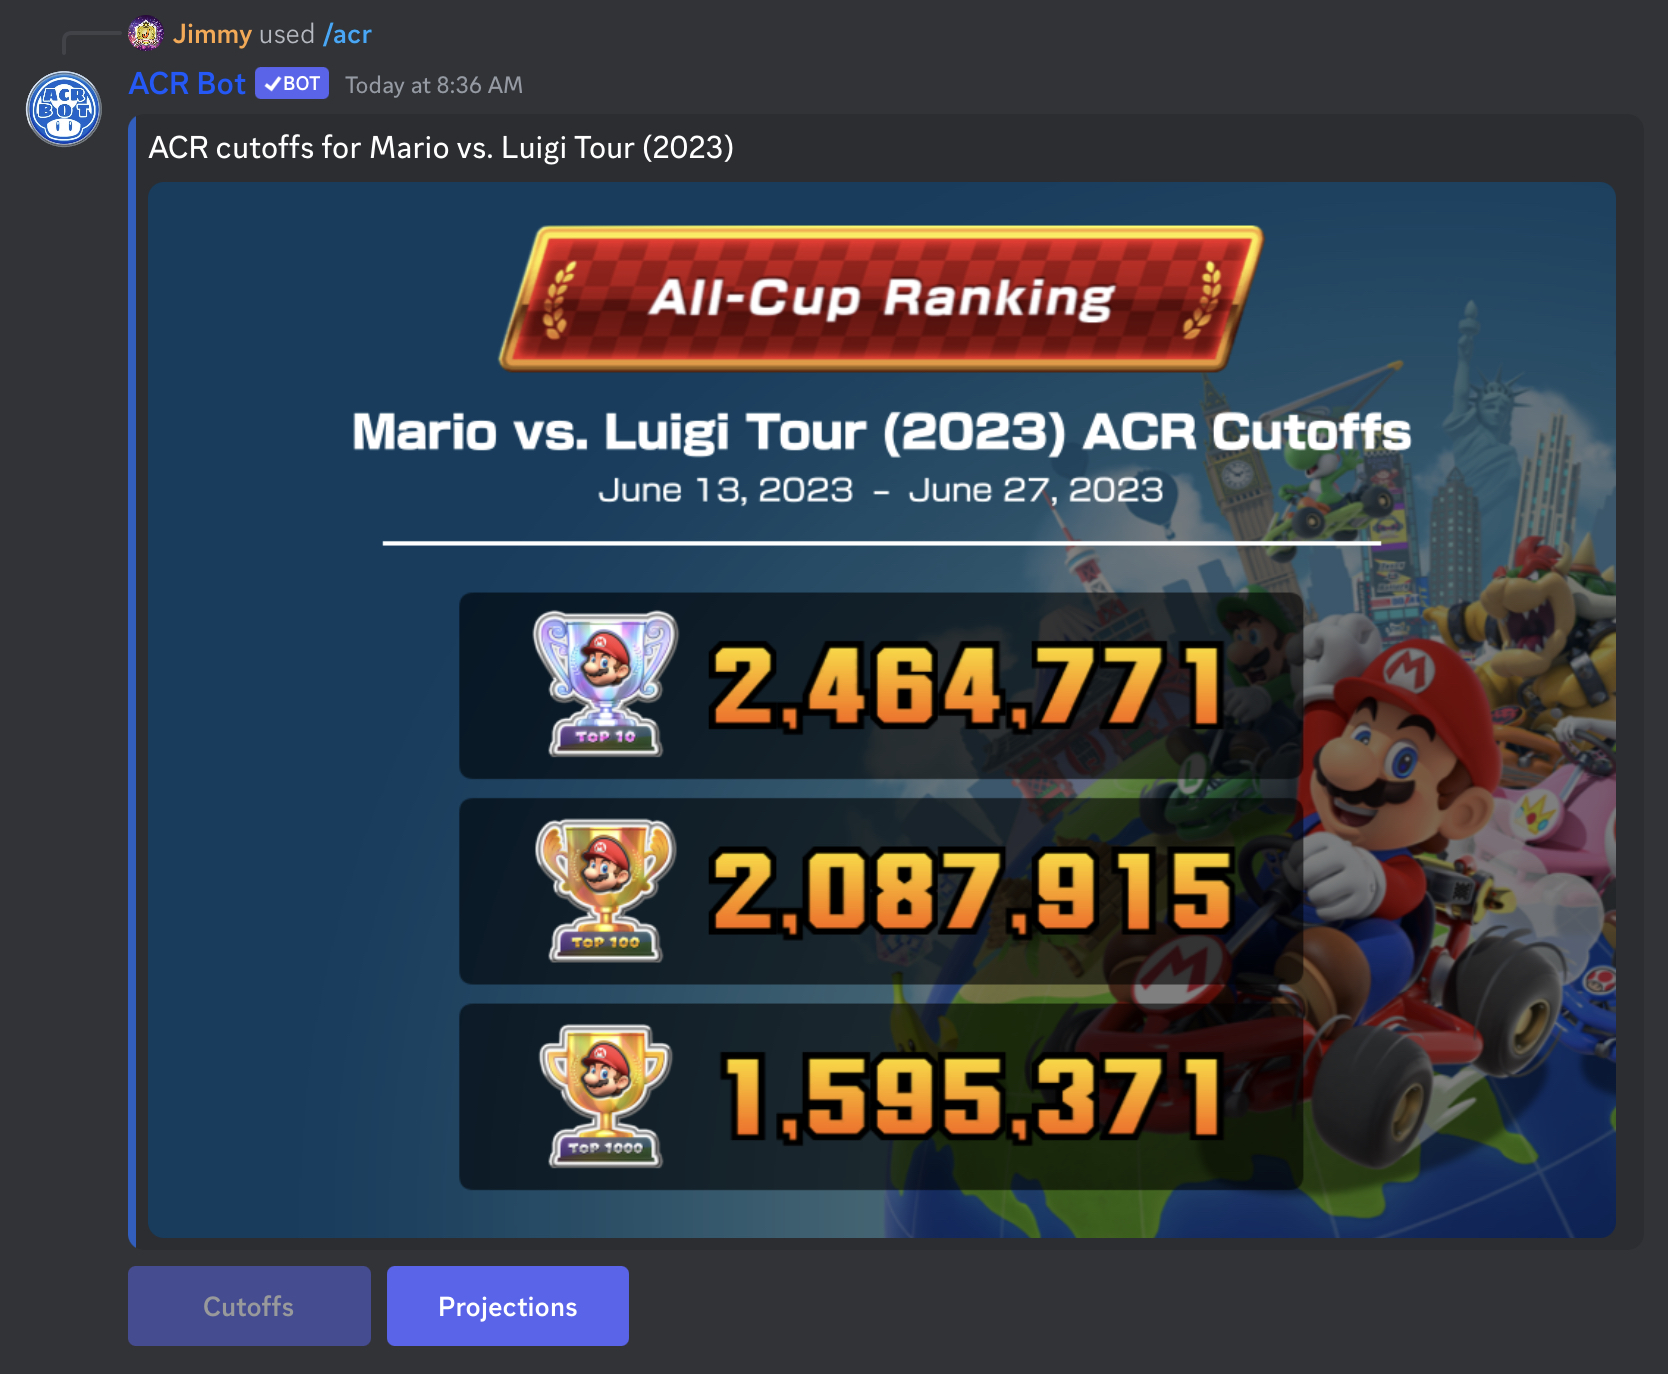 Jimmy used /acr
ACR BOT
ACR Bot ✓BOT Today at 8:36 AM
ACR cutoffs for Mario vs. Luigi Tour (2023)
All-Cup Ranking
Mario vs. Luigi Tour (2023) ACR Cutoffs
June 13, 2023 – June 27, 2023
TOP 10 2,464,771
TOP 100 2,087,915
TOP 1000 1,595,371
Cutoffs Projections